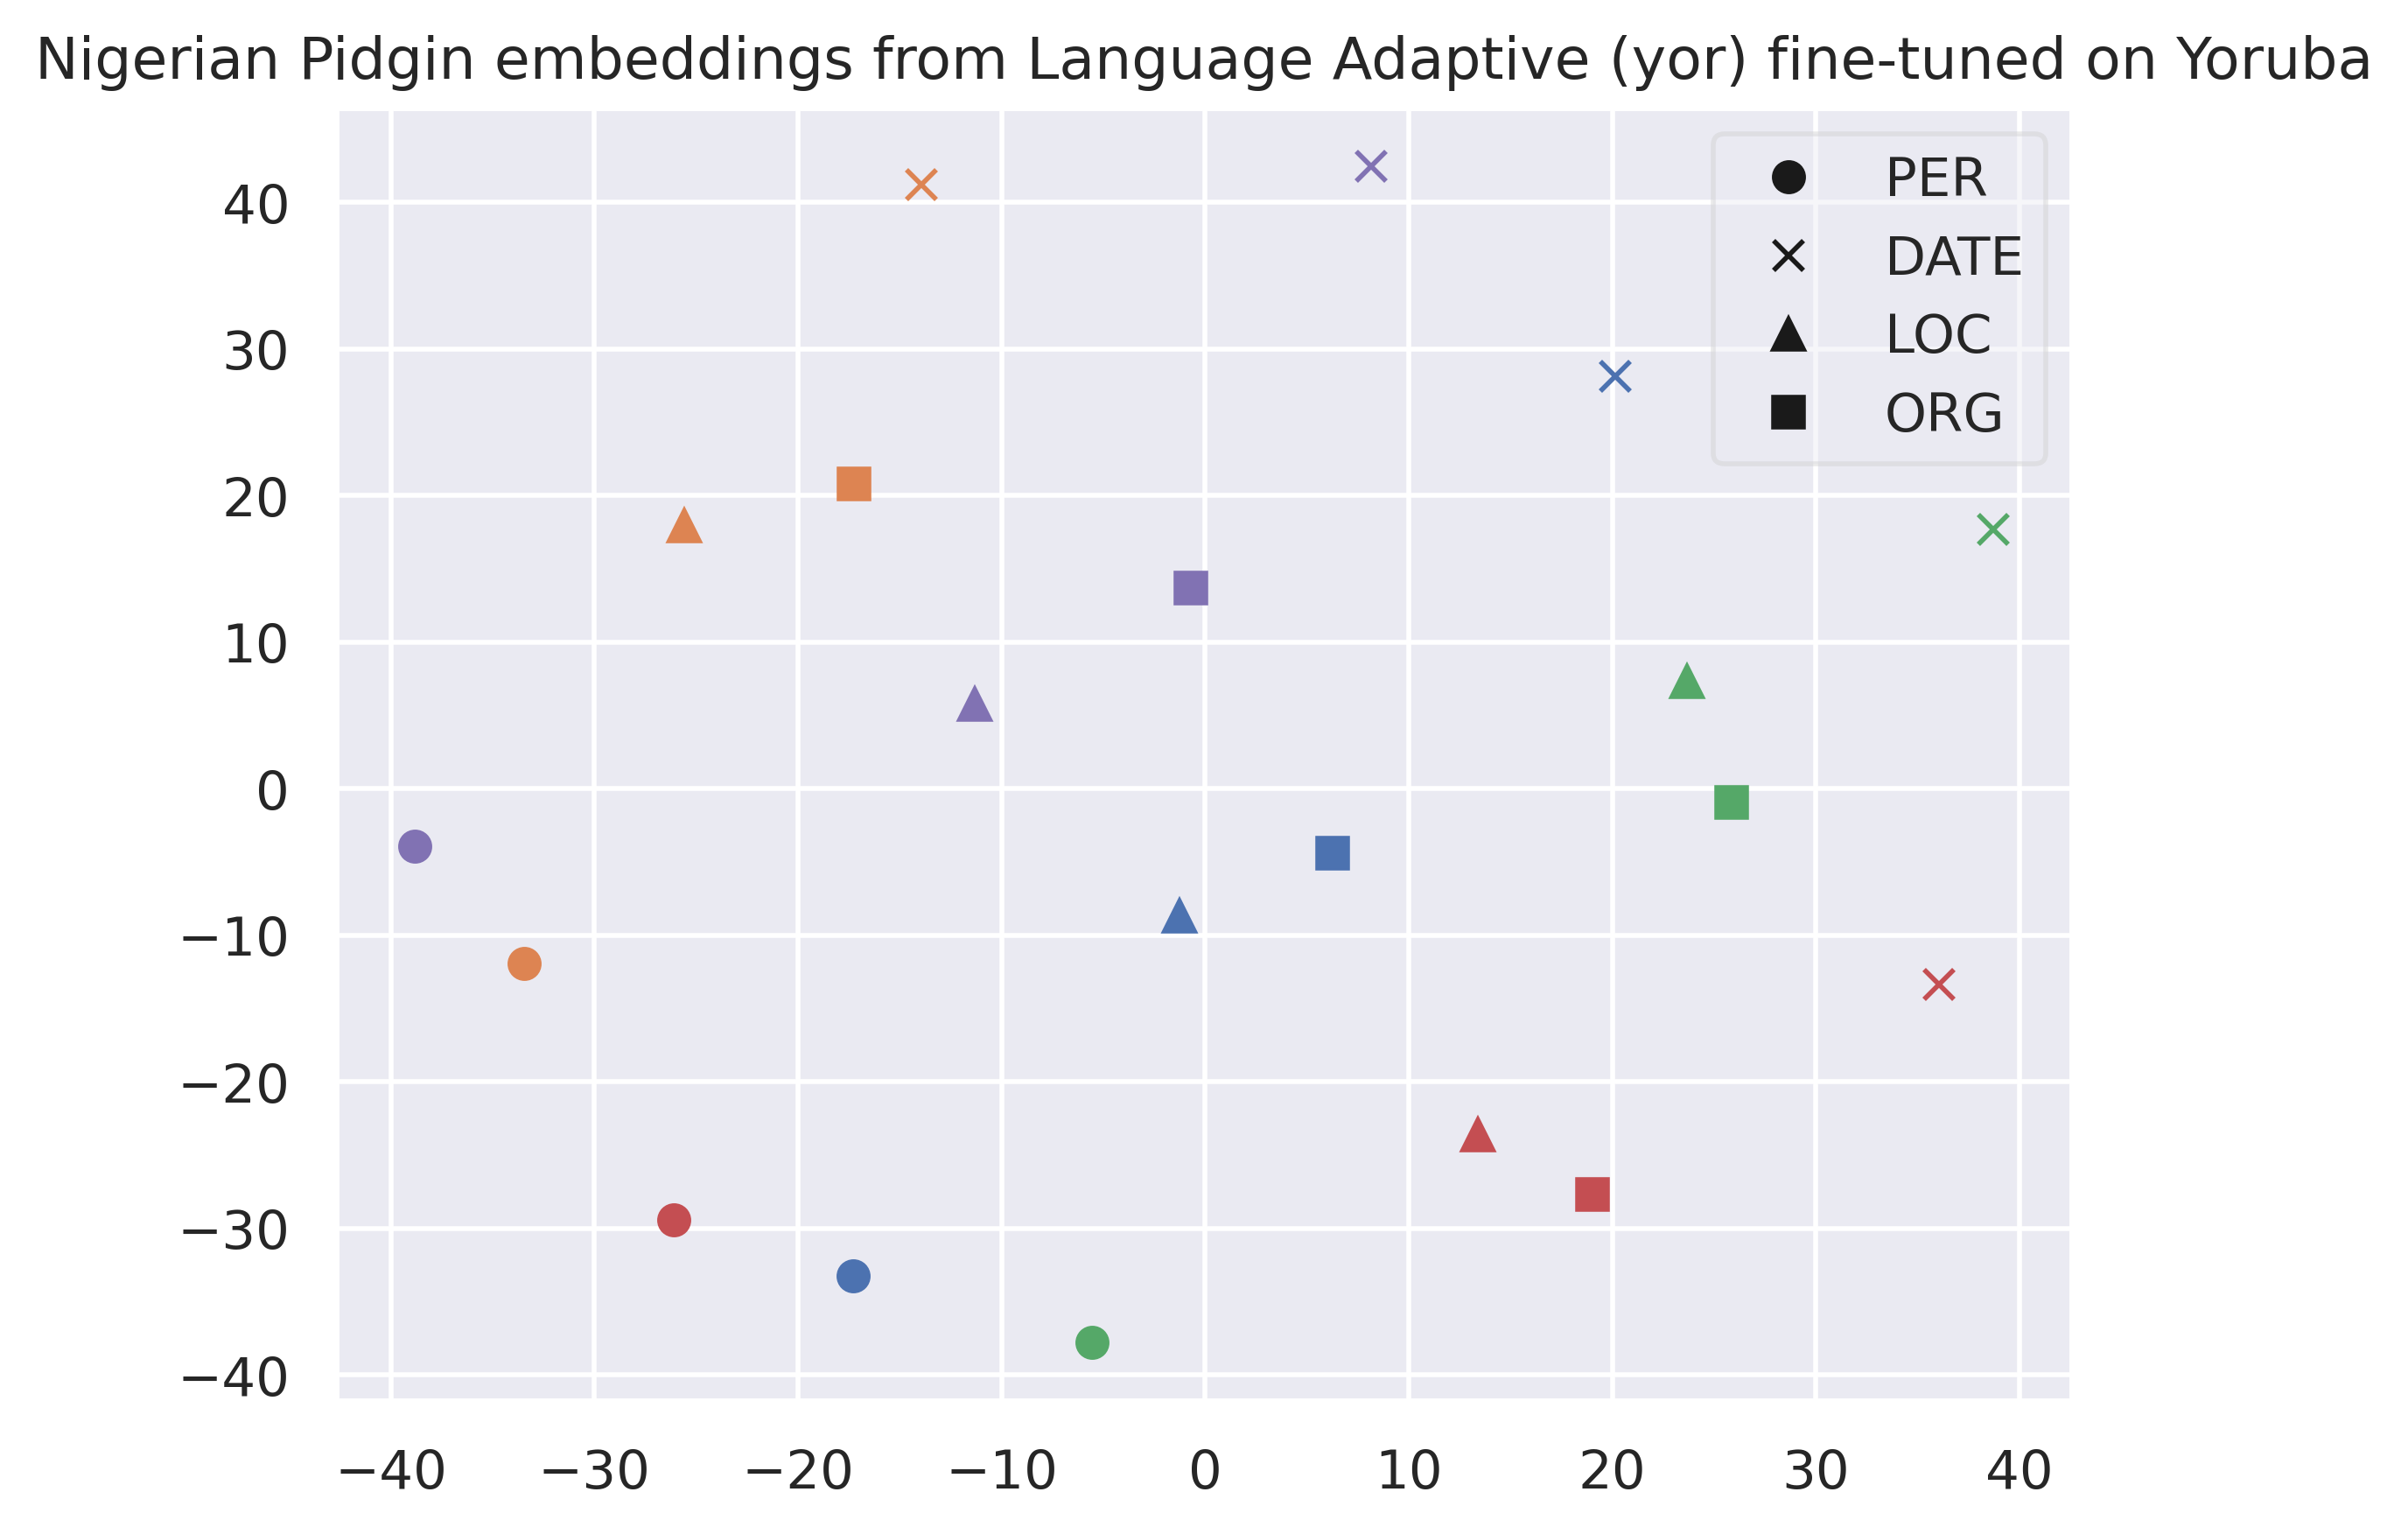 Nigerian Pidgin embeddings from Language Adaptive (yor) fine-tuned on Yoruba
PER
DATE
LOC
ORG
40
30
20
10
0
−10
−20
−30
−40
−40 −30 −20 −10 0 10 20 30 40